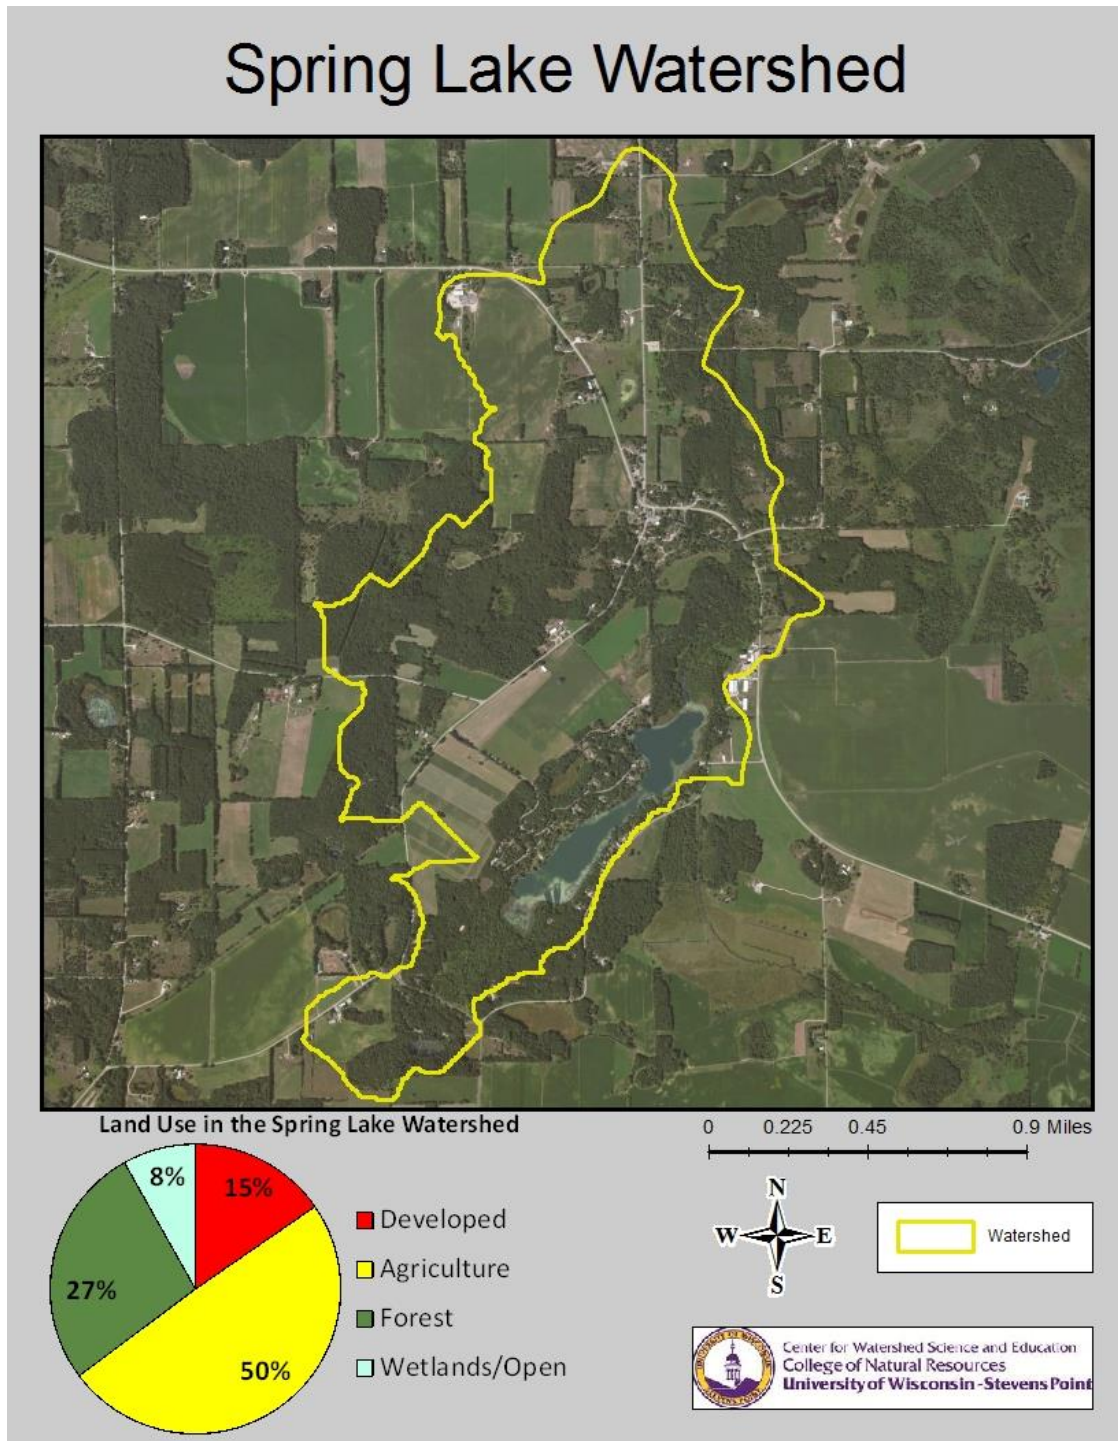 Spring Lake Watershed
Land Use in the Spring Lake Watershed
8%
15%
27%
50%
Developed
Agriculture
Forest
Wetlands/Open
0 0.225 0.45 0.9 Miles
N
W E
S
Watershed
Center for Watershed Science and Education
College of Natural Resources
University of Wisconsin - Stevens Point